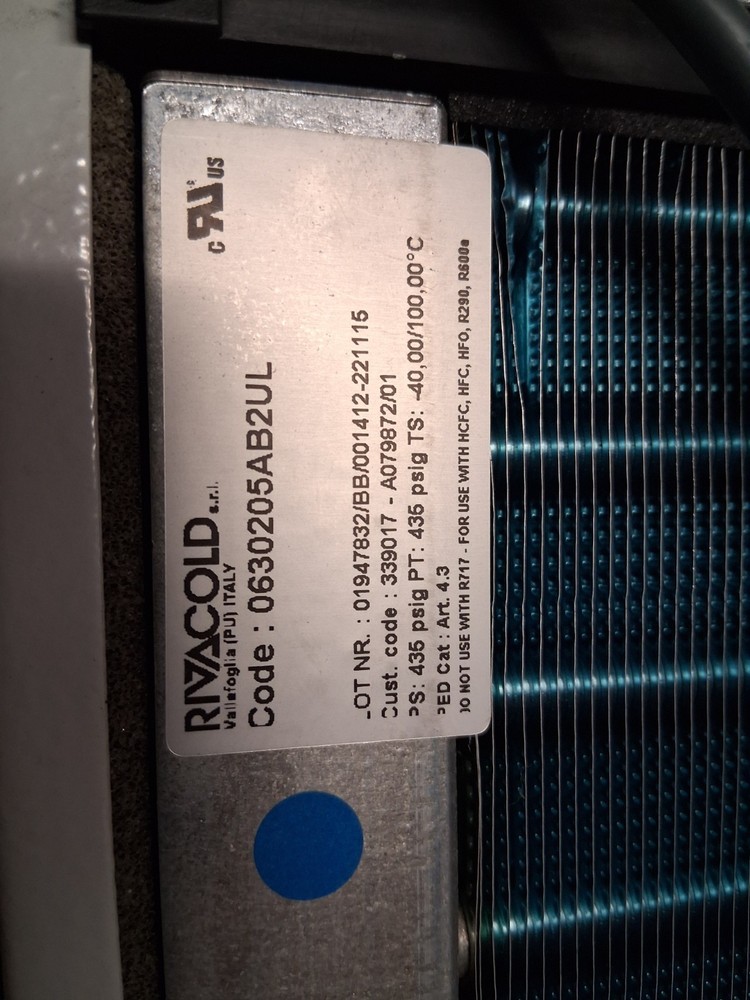 RIVACOLD s.r.l.
Vallefoglia (PU) ITALY
Code : 0630205AB2UL
C RU US
LOT NR. : 01947832/BB/001412-221115
Cust. code : 339017 - A079872/01
PS: 435 psig PT: 435 psig TS: -40,00/100,00°C
PED Cat : Art. 4.3
DO NOT USE WITH R717 - FOR USE WITH HCFC, HFC, HFO, R290, R600a